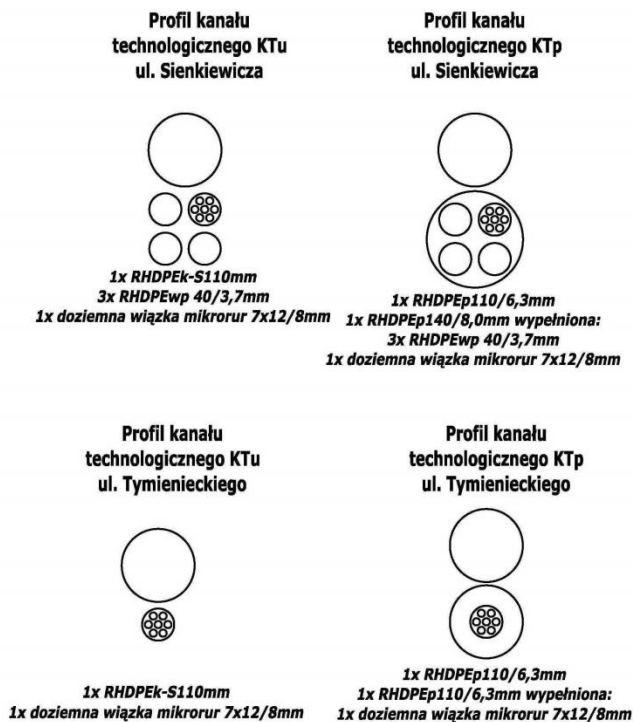 Profil kanału
technologicznego KTu
ul. Sienkiewicza
1x RHDPEk-S110mm
3x RHDPEwp 40/3,7mm
1x doziemna wiązka mikrorur 7x12/8mm
Profil kanału
technologicznego KTp
ul. Sienkiewicza
1x RHDPEp110/6,3mm
1x RHDPEp140/8,0mm wypełniona:
3x RHDPEwp 40/3,7mm
1x doziemna wiązka mikrorur 7x12/8mm
Profil kanału
technologicznego KTu
ul. Tymienieckiego
1x RHDPEk-S110mm
1x doziemna wiązka mikrorur 7x12/8mm
Profil kanału
technologicznego KTp
ul. Tymienieckiego
1x RHDPEp110/6,3mm
1x RHDPEp110/6,3mm wypełniona:
1x doziemna wiązka mikrorur 7x12/8mm